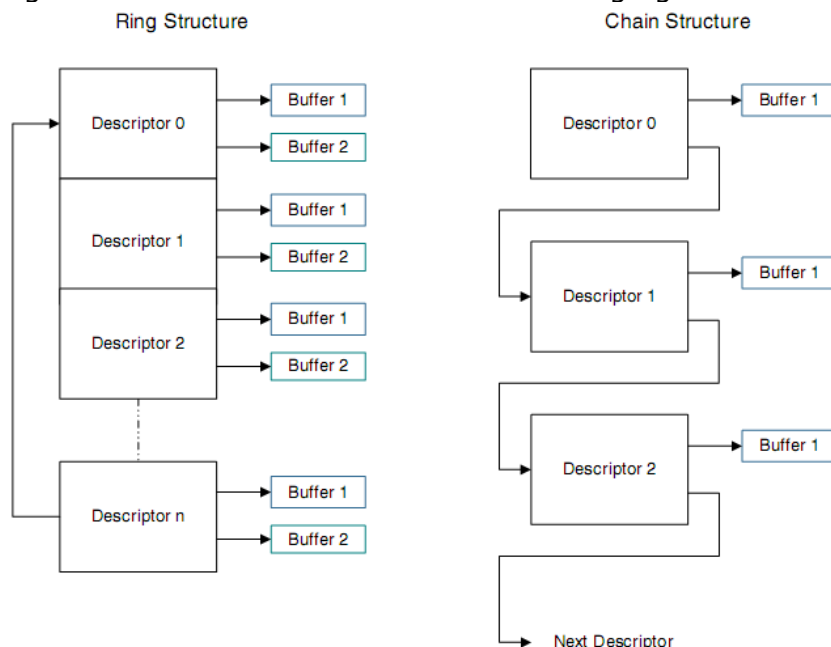 Ring Structure
Descriptor 0
Buffer 1
Buffer 2
Descriptor 1
Buffer 1
Buffer 2
Descriptor 2
Buffer 1
Buffer 2
Descriptor n
Buffer 1
Buffer 2
Chain Structure
Descriptor 0
Buffer 1
Descriptor 1
Buffer 1
Descriptor 2
Buffer 1
Next Descriptor